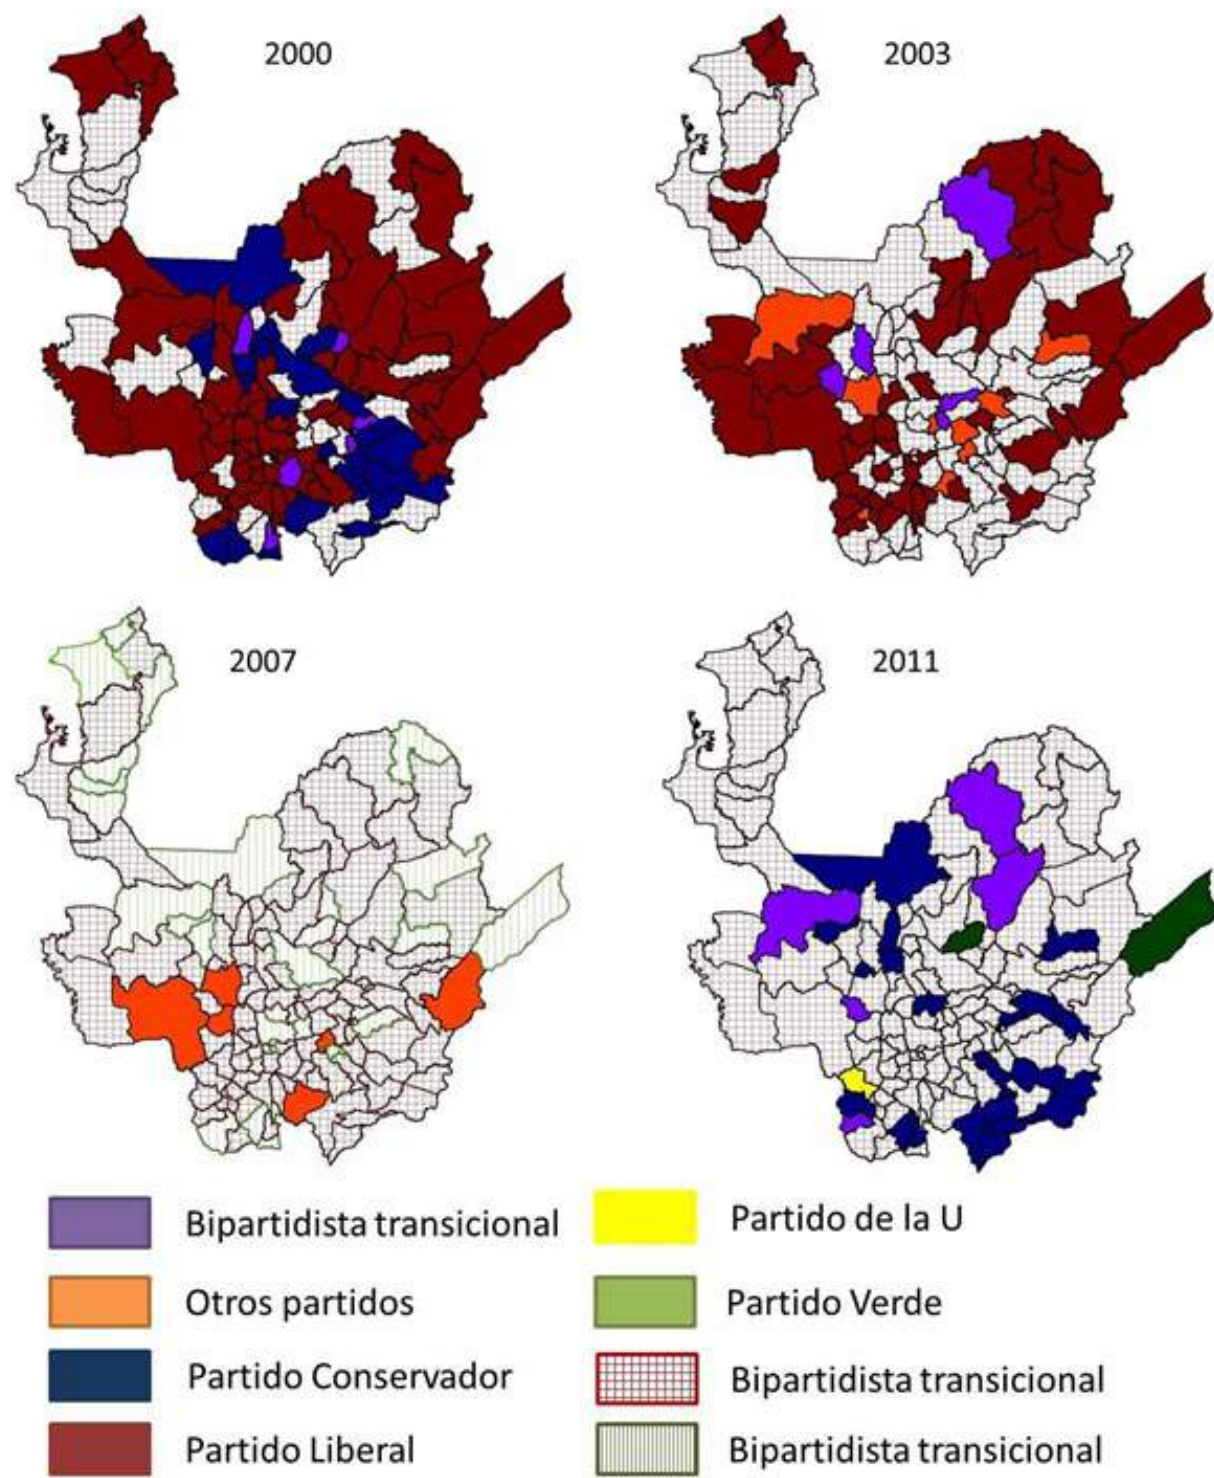 2000
2003
2007
2011
Bipartidista transicional
Otros partidos
Partido Conservador
Partido Liberal
Partido de la U
Partido Verde
Bipartidista transicional
Bipartidista transicional